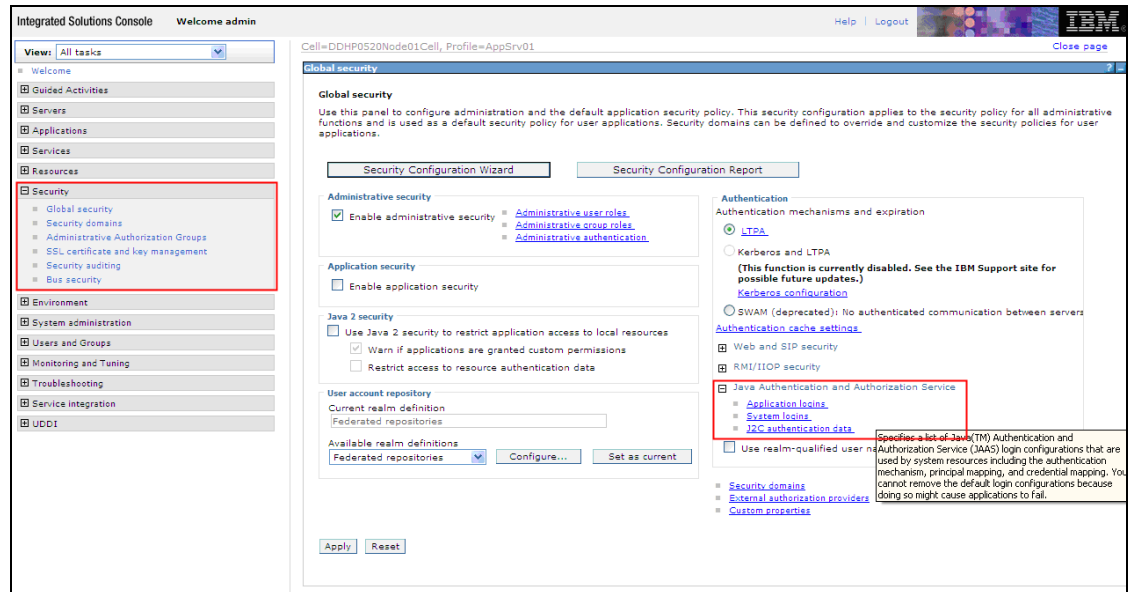 Integrated Solutions Console Welcome admin
Help | Logout
IBM.
View: All tasks
Welcome
Guided Activities
Servers
Applications
Services
Resources
Security
Global security
Security domains
Administrative Authorization Groups
SSL certificate and key management
Security auditing
Bus security
Environment
System administration
Users and Groups
Monitoring and Tuning
Troubleshooting
Service integration
UDDI
Cell=DDHP0520Node01Cell, Profile=AppSrv01
Close page
Global security
? –
Global security
Use this panel to configure administration and the default application security policy. This security configuration applies to the security policy for all administrative
functions and is used as a default security policy for user applications. Security domains can be defined to override and customize the security policies for user
applications.
Security Configuration Wizard
Security Configuration Report
Administrative security
Enable administrative security
Administrative user roles
Administrative group roles
Administrative authentication
Application security
Enable application security
Java 2 security
Use Java 2 security to restrict application access to local resources
Warn if applications are granted custom permissions
Restrict access to resource authentication data
User account repository
Current realm definition
Federated repositories
Available realm definitions
Federated repositories
Configure...
Set as current
Authentication
Authentication mechanisms and expiration
LTPA
Kerberos and LTPA
(This function is currently disabled. See the IBM Support site for
possible future updates.)
Kerberos configuration
SWAM (deprecated): No authenticated communication between servers
Authentication cache settings
Web and SIP security
RMI/IIOP security
Java Authentication and Authorization Service
Application logins
System logins
J2C authentication data
Use realm-qualified user
Specifies a list of Java(TM) Authentication and
Authorization Service (JAAS) login configurations that are
used by system resources including the authentication
mechanism, principal mapping, and credential mapping. You
cannot remove the default login configurations because
doing so might cause applications to fail.
Security domains
External authorization providers
Custom properties
Apply
Reset